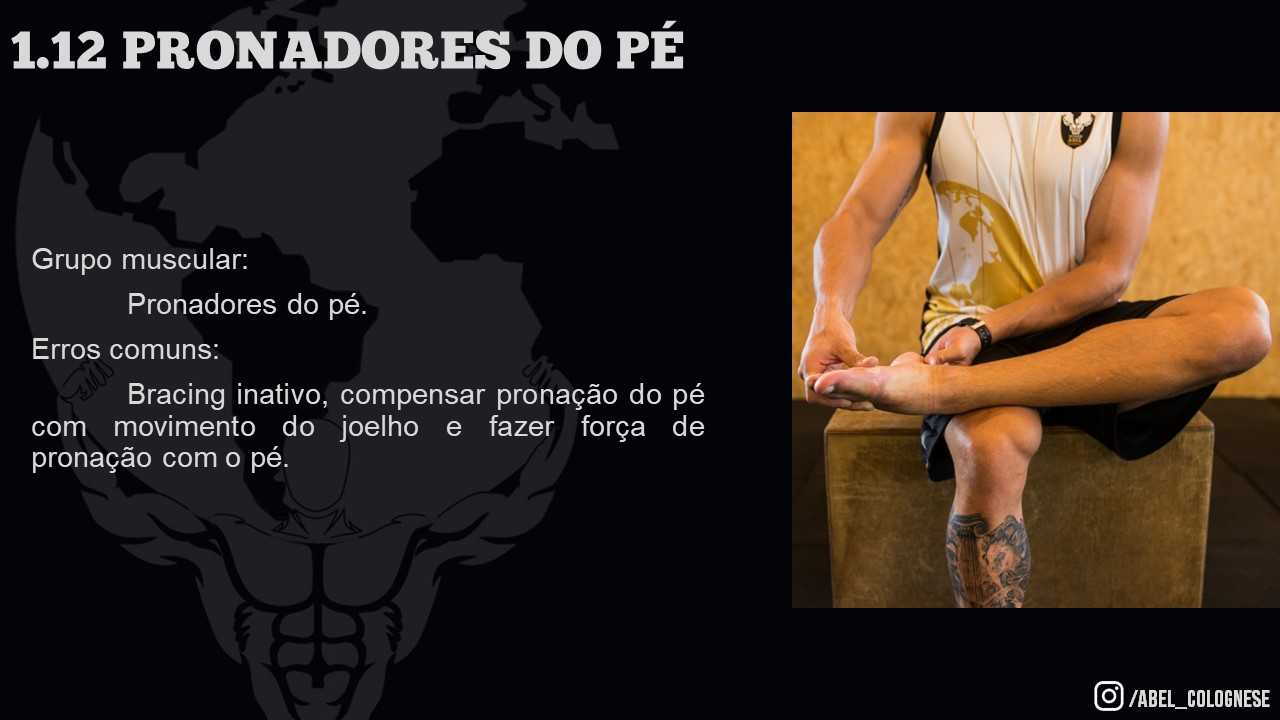 1.12 PRONADORES DO PÉ
Grupo muscular:
Pronadores do pé.
Erros comuns:
Bracing inativo, compensar pronação do pé
com movimento do joelho e fazer força de
pronação com o pé.
/ABEL_COLOGNESE